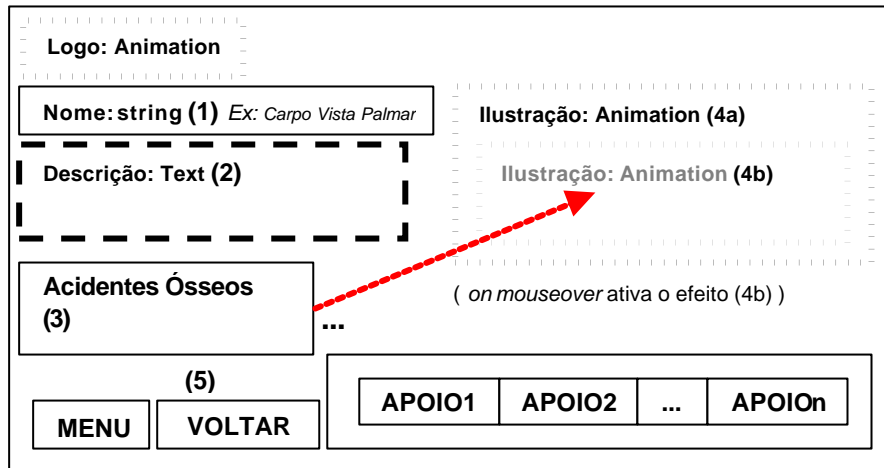 Logo: Animation
Nome: string (1) Ex: Carpo Vista Palmar
Descrição: Text (2)
Ilustração: Animation (4a)
Ilustração: Animation (4b)
Acidentes Ósseos
(3)
...
( on mouseover ativa o efeito (4b) )
(5)
MENU
VOLTAR
APOIO1
APOIO2
...
APOIOn